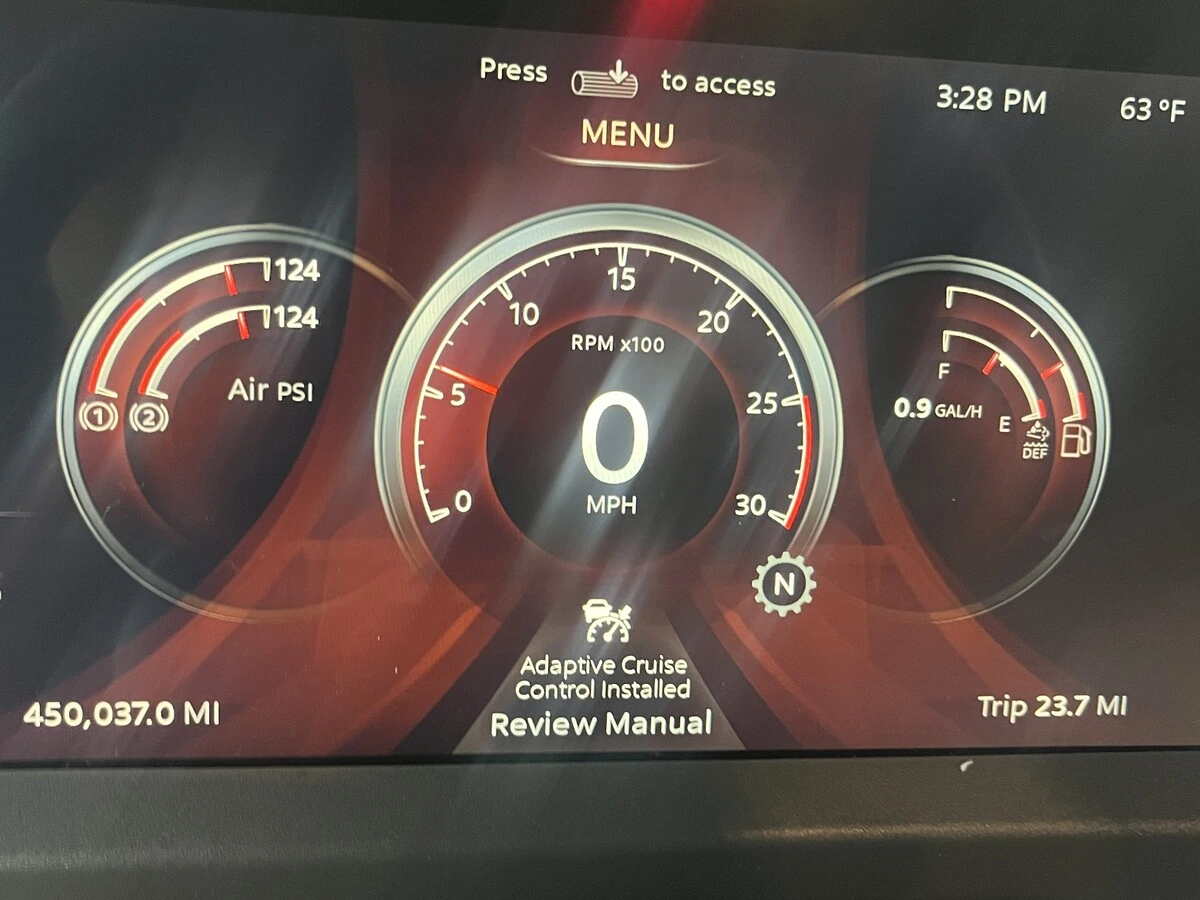 Press to access
MENU
3:28 PM
63 °F
124
124
Air PSI
1
2
0
5
10
15
20
25
30
RPM x100
0
MPH
N
F
E
0.9 GAL/H
DEF
Adaptive Cruise
Control Installed
Review Manual
450,037.0 MI
Trip 23.7 MI